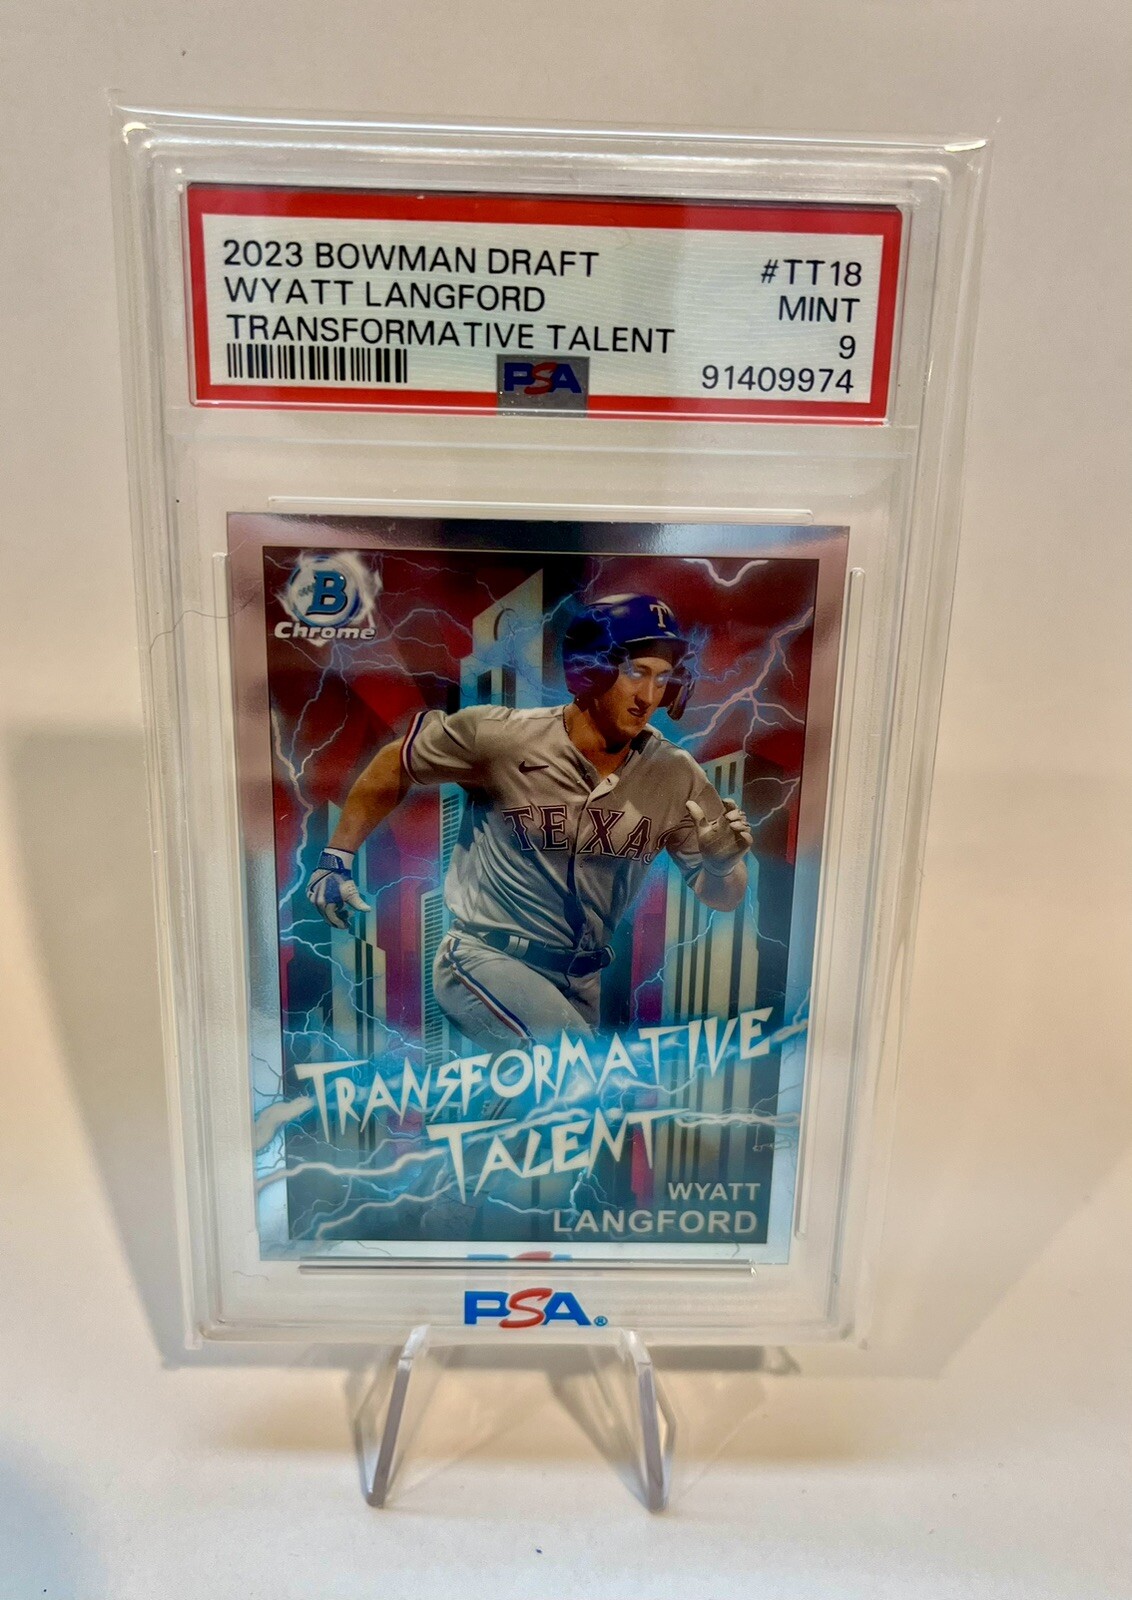 2023 BOWMAN DRAFT #TT18
WYATT LANGFORD MINT
TRANSFORMATIVE TALENT 9
PSA 91409974
B
Chrome
T
TEXAS
TRANSFORMATIVE
TALENT
WYATT
LANGFORD
PSA®